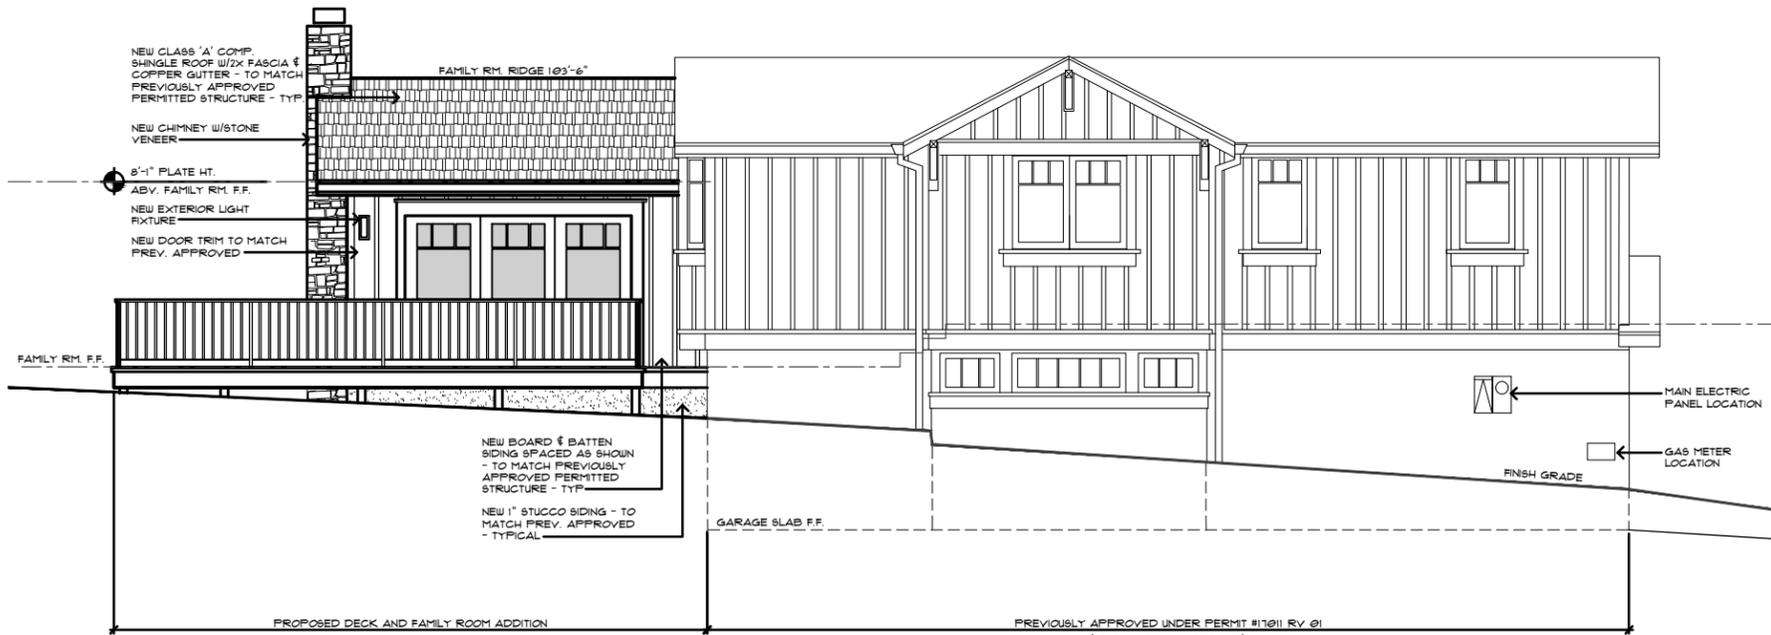 NEW CLASS 'A' COMP.
SHINGLE ROOF W/2X FASCIA &
COPPER GUTTER - TO MATCH
PREVIOUSLY APPROVED
PERMITTED STRUCTURE - TYP.
FAMILY RM. RIDGE 103'-6"
NEW CHIMNEY W/STONE
VENEER
8'-1" PLATE HT.
ABV. FAMILY RM. F.F.
NEW EXTERIOR LIGHT
FIXTURE
NEW DOOR TRIM TO MATCH
PREV. APPROVED
FAMILY RM. F.F.
NEW BOARD & BATTEN
SIDING SPACED AS SHOWN
- TO MATCH PREVIOUSLY
APPROVED PERMITTED
STRUCTURE - TYP
NEW 1" STUCCO SIDING - TO
MATCH PREV. APPROVED
- TYPICAL
MAIN ELECTRIC
PANEL LOCATION
GAS METER
LOCATION
FINISH GRADE
GARAGE SLAB F.F.
PROPOSED DECK AND FAMILY ROOM ADDITION
PREVIOUSLY APPROVED UNDER PERMIT #17011 RV 01